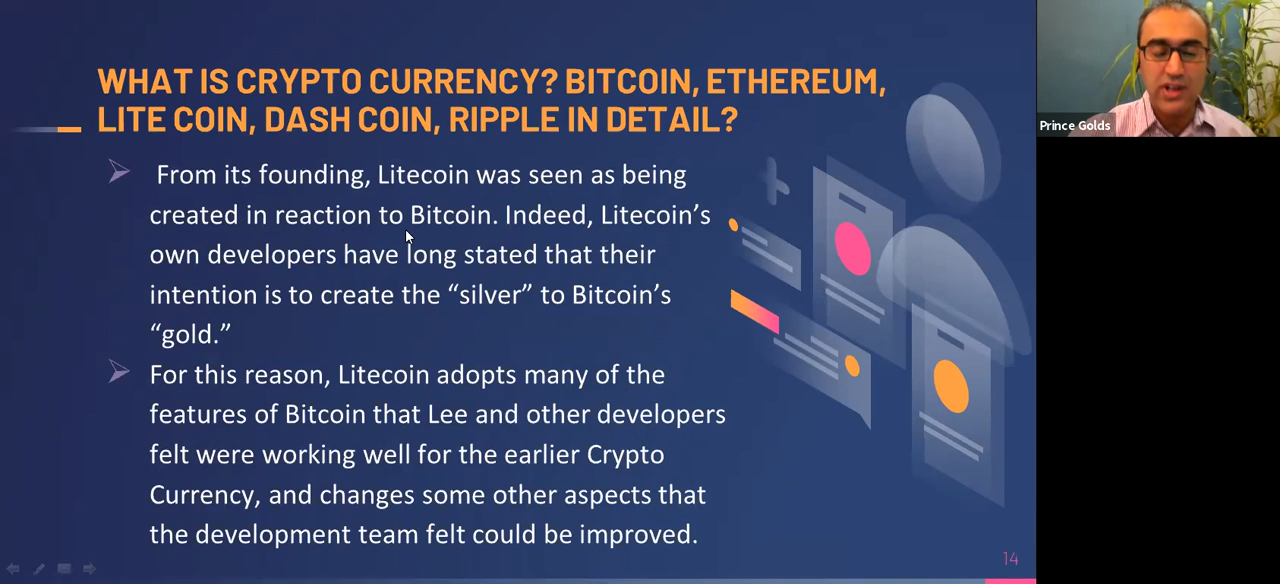 WHAT IS CRYPTO CURRENCY? BITCOIN, ETHEREUM,
LITE COIN, DASH COIN, RIPPLE IN DETAIL?
From its founding, Litecoin was seen as being
created in reaction to Bitcoin. Indeed, Litecoin’s
own developers have long stated that their
intention is to create the “silver” to Bitcoin’s
“gold.”
For this reason, Litecoin adopts many of the
features of Bitcoin that Lee and other developers
felt were working well for the earlier Crypto
Currency, and changes some other aspects that
the development team felt could be improved.
14
Prince Golds